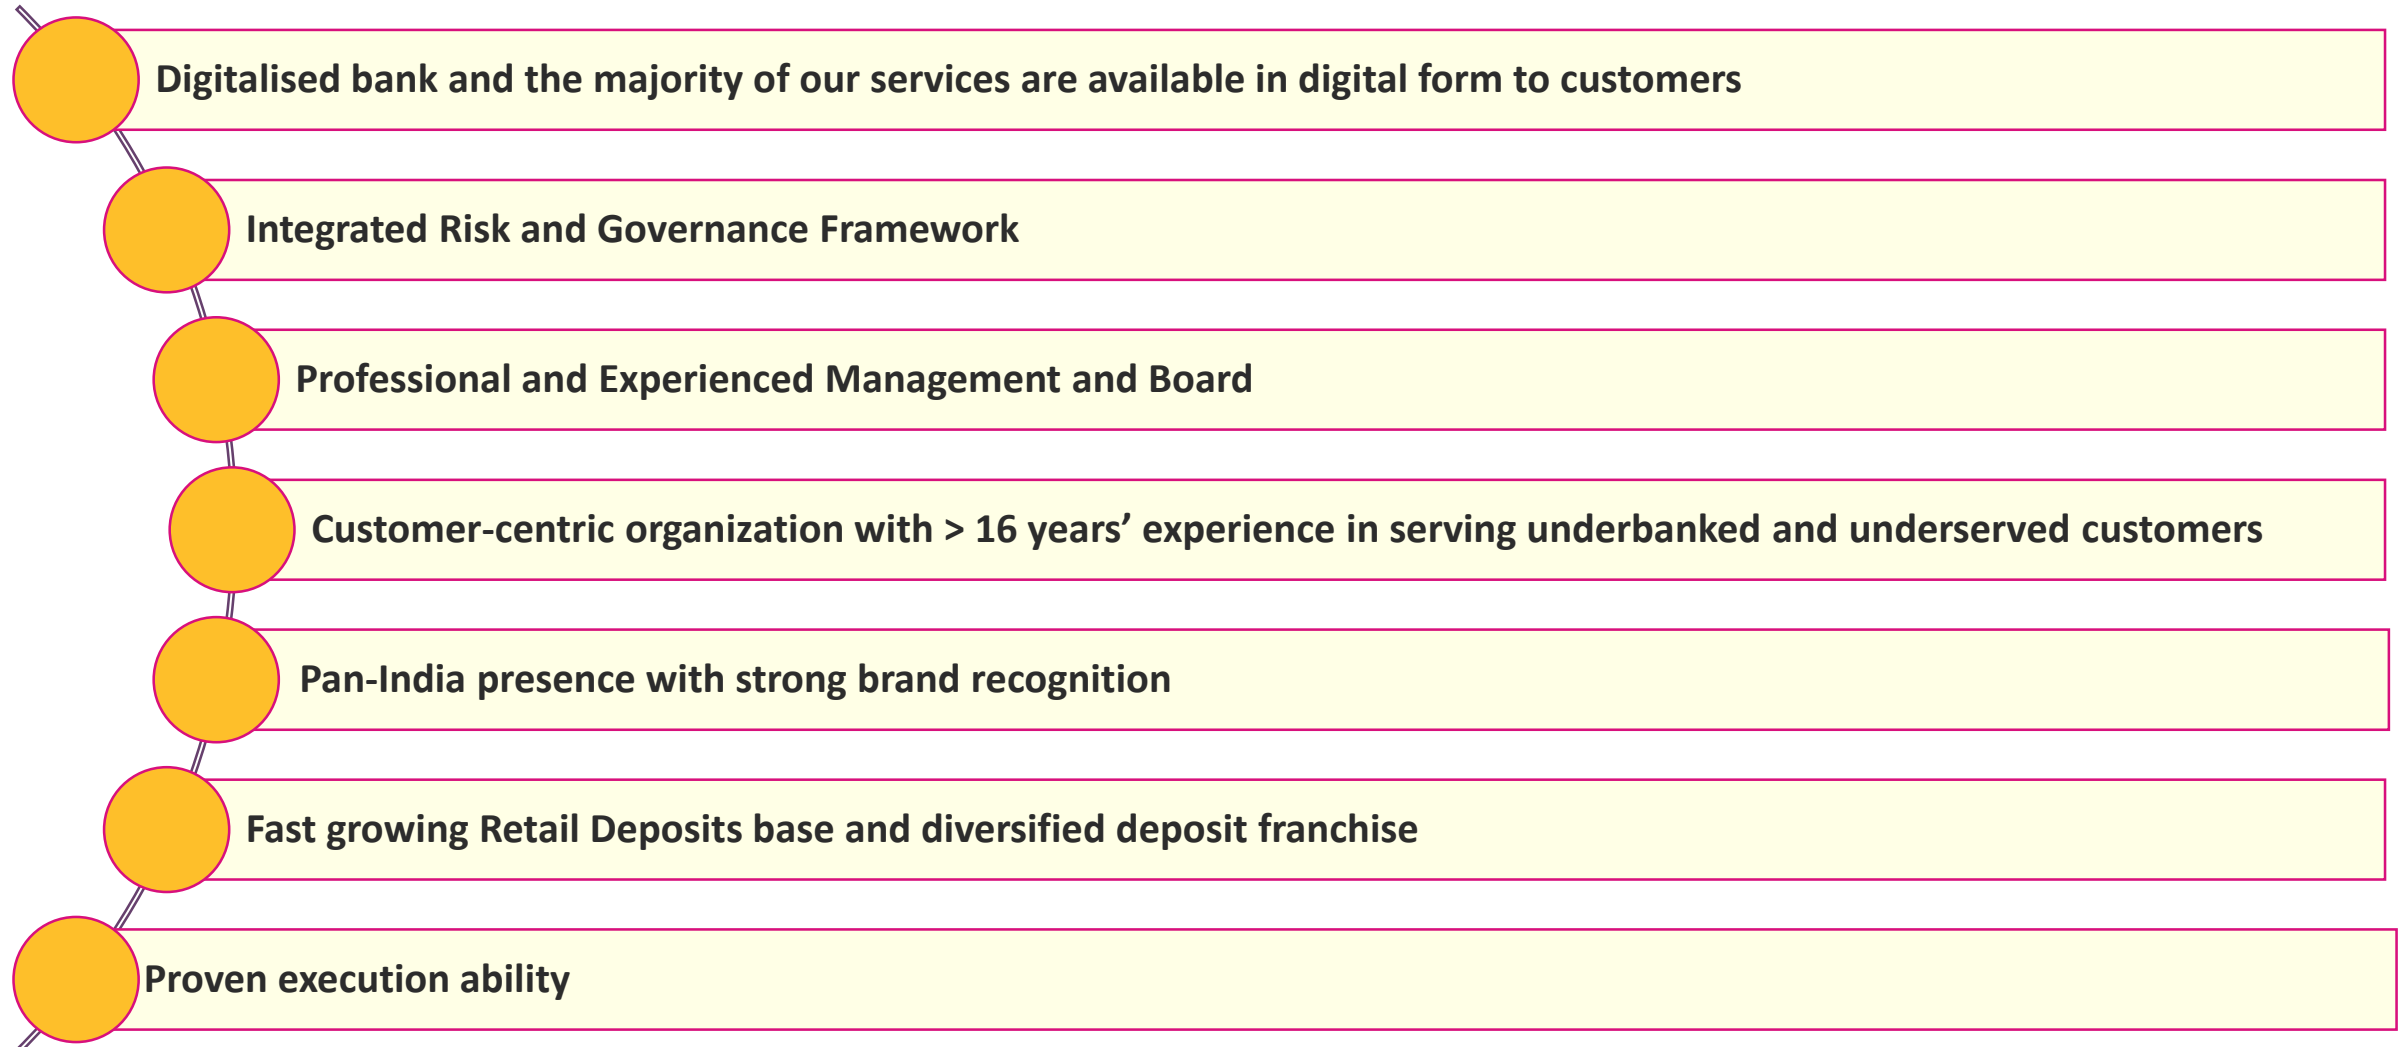 Digitalised bank and the majority of our services are available in digital form to customers
Integrated Risk and Governance Framework
Professional and Experienced Management and Board
Customer-centric organization with > 16 years’ experience in serving underbanked and underserved customers
Pan-India presence with strong brand recognition
Fast growing Retail Deposits base and diversified deposit franchise
Proven execution ability